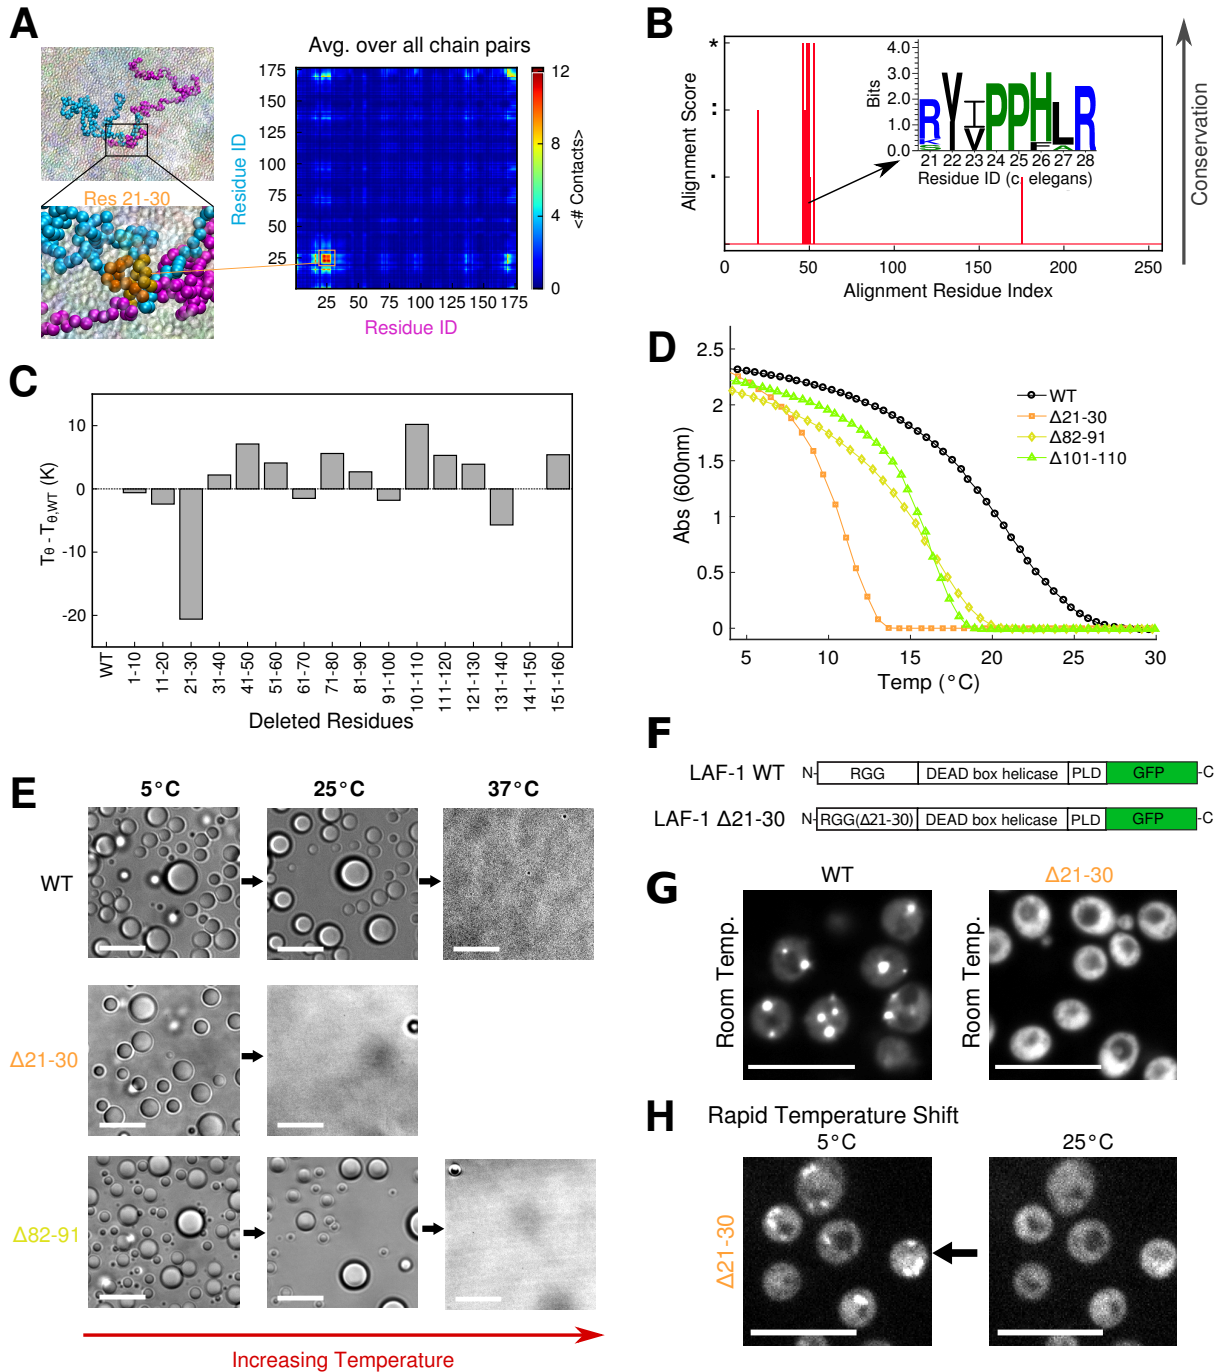 A
Avg. over all chain pairs
Res 21-30
Residue ID
175
150
125
100
75
50
25
25 50 75 100 125 150 175
Residue ID
12
8
4
0
<# Contacts>
B
Alignment Score
*
:
.
4.0
3.0
2.0
1.0
0.0
Bits
RYIVPPHLR
21 22 23 24 25 26 27 28
Residue ID (c. elegans)
0 50 100 150 200 250
Alignment Residue Index
Conservation
C
Tθ - Tθ,WT (K)
10
0
-10
-20
WT
1-10
11-20
21-30
31-40
41-50
51-60
61-70
71-80
81-90
91-100
101-110
111-120
121-130
131-140
141-150
151-160
Deleted Residues
D
Abs (600nm)
2.5
2
1.5
1
0.5
0
5 10 15 20 25 30
Temp (°C)
WT
Δ21-30
Δ82-91
Δ101-110
E
5°C 25°C 37°C
WT
Δ21-30
Δ82-91
Increasing Temperature
F
LAF-1 WT N- RGG DEAD box helicase PLD GFP -C
LAF-1 Δ21-30 N- RGG(Δ21-30) DEAD box helicase PLD GFP -C
G
WT Δ21-30
Room Temp.
Room Temp.
H
Rapid Temperature Shift
5°C 25°C
Δ21-30